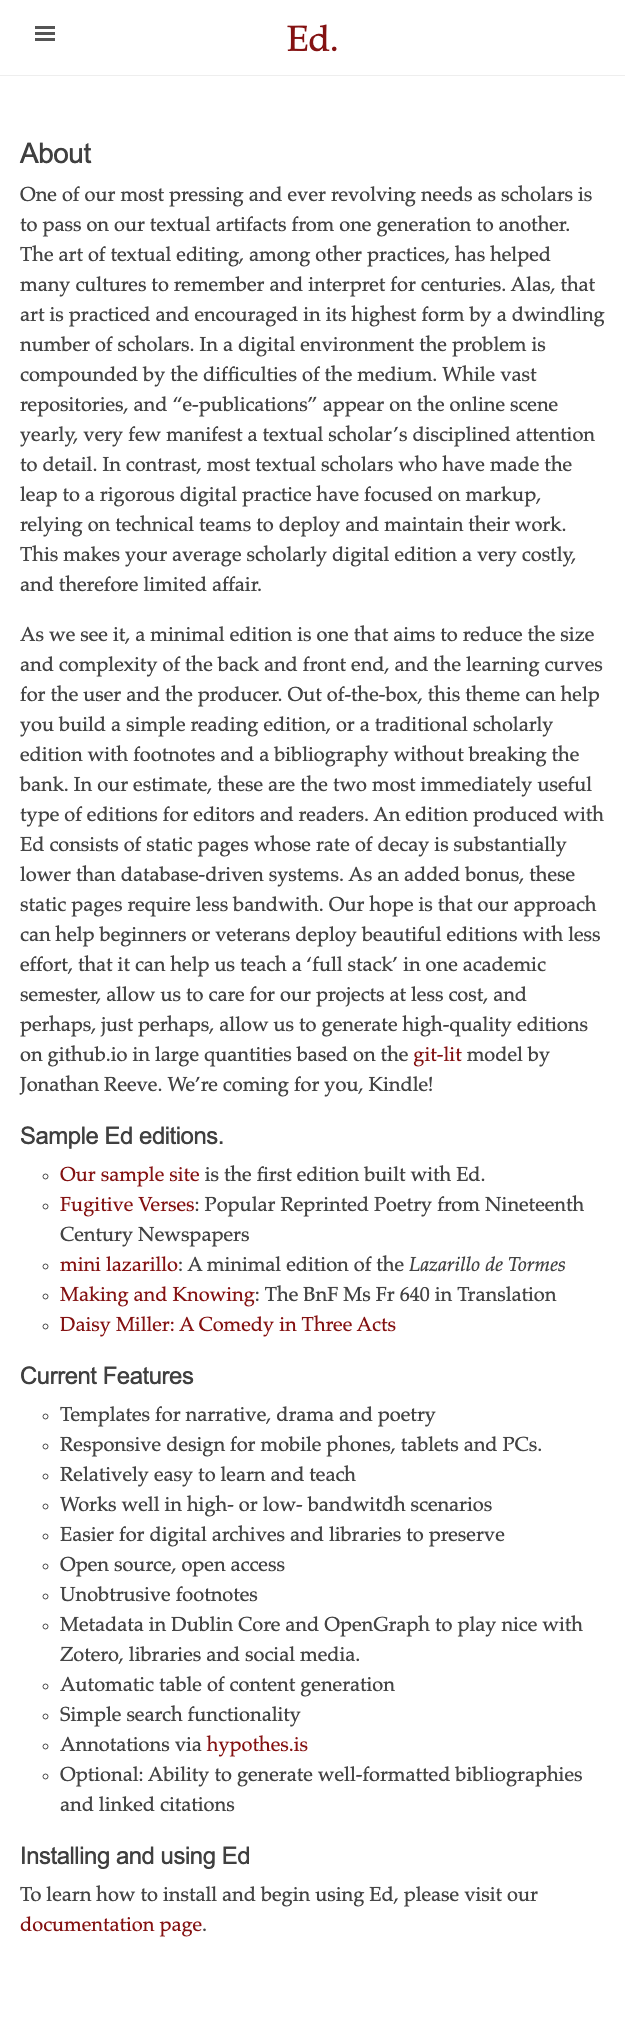 Ed.
About
One of our most pressing and ever revolving needs as scholars is
to pass on our textual artifacts from one generation to another.
The art of textual editing, among other practices, has helped
many cultures to remember and interpret for centuries. Alas, that
art is practiced and encouraged in its highest form by a dwindling
number of scholars. In a digital environment the problem is
compounded by the difficulties of the medium. While vast
repositories, and “e-publications” appear on the online scene
yearly, very few manifest a textual scholar’s disciplined attention
to detail. In contrast, most textual scholars who have made the
leap to a rigorous digital practice have focused on markup,
relying on technical teams to deploy and maintain their work.
This makes your average scholarly digital edition a very costly,
and therefore limited affair.
As we see it, a minimal edition is one that aims to reduce the size
and complexity of the back and front end, and the learning curves
for the user and the producer. Out of-the-box, this theme can help
you build a simple reading edition, or a traditional scholarly
edition with footnotes and a bibliography without breaking the
bank. In our estimate, these are the two most immediately useful
type of editions for editors and readers. An edition produced with
Ed consists of static pages whose rate of decay is substantially
lower than database-driven systems. As an added bonus, these
static pages require less bandwith. Our hope is that our approach
can help beginners or veterans deploy beautiful editions with less
effort, that it can help us teach a ‘full stack’ in one academic
semester, allow us to care for our projects at less cost, and
perhaps, just perhaps, allow us to generate high-quality editions
on github.io in large quantities based on the git-lit model by
Jonathan Reeve. We’re coming for you, Kindle!
Sample Ed editions.
Our sample site is the first edition built with Ed.
Fugitive Verses: Popular Reprinted Poetry from Nineteenth
Century Newspapers
mini lazarillo: A minimal edition of the Lazarillo de Tormes
Making and Knowing: The BnF Ms Fr 640 in Translation
Daisy Miller: A Comedy in Three Acts
Current Features
Templates for narrative, drama and poetry
Responsive design for mobile phones, tablets and PCs.
Relatively easy to learn and teach
Works well in high- or low- bandwitdh scenarios
Easier for digital archives and libraries to preserve
Open source, open access
Unobtrusive footnotes
Metadata in Dublin Core and OpenGraph to play nice with
Zotero, libraries and social media.
Automatic table of content generation
Simple search functionality
Annotations via hypothes.is
Optional: Ability to generate well-formatted bibliographies
and linked citations
Installing and using Ed
To learn how to install and begin using Ed, please visit our
documentation page.